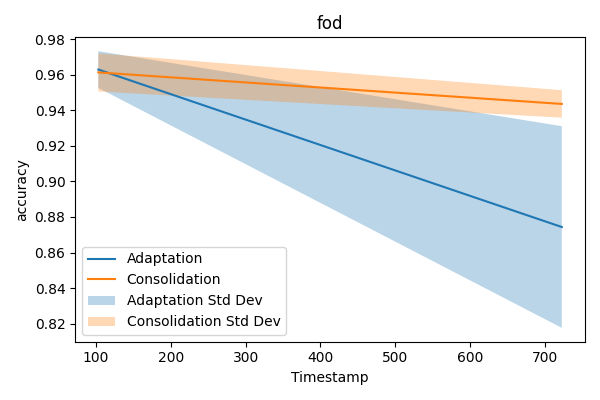 fod
0.98
0.96
0.94
0.92
0.90
0.88
0.86
0.84
0.82
accuracy
Adaptation
Consolidation
Adaptation Std Dev
Consolidation Std Dev
100 200 300 400 500 600 700
Timestamp